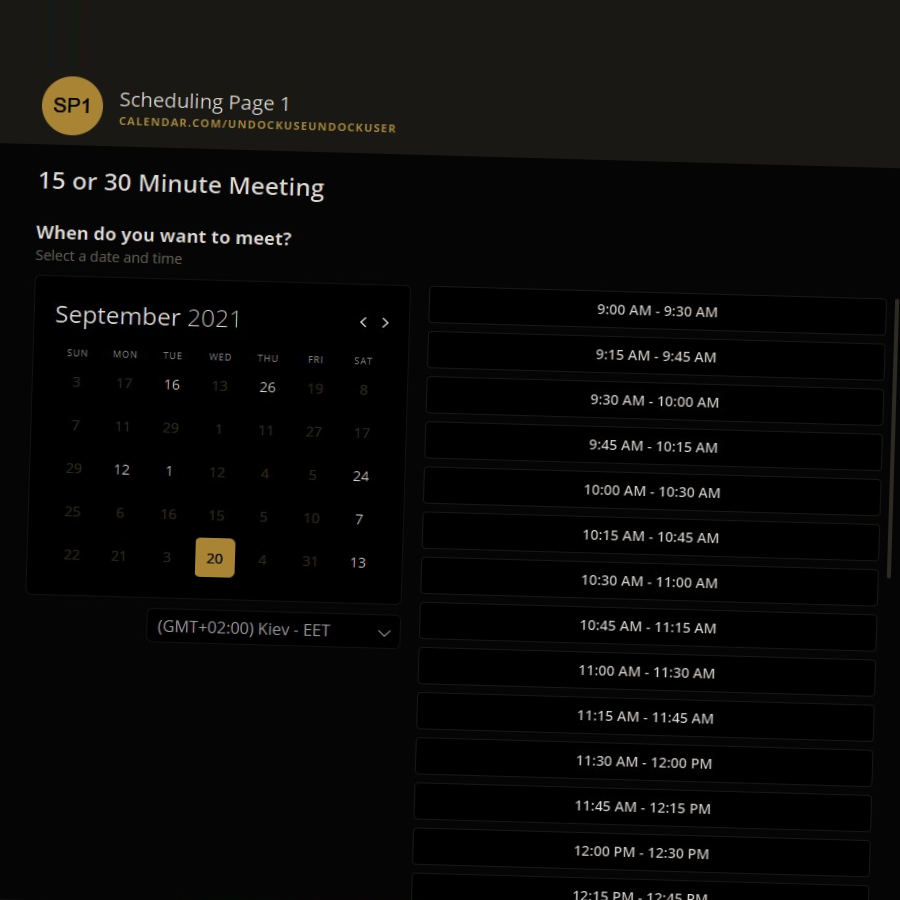 SP1
Scheduling Page 1
CALENDAR.COM/UNDOCKUSEUNDOCKUSER
15 or 30 Minute Meeting
When do you want to meet?
Select a date and time
September 2021
SUN MON TUE WED THU FRI SAT
3 17 16 13 26 19 8
7 11 29 1 11 27 17
29 12 1 12 4 5 24
25 6 16 15 5 10 7
22 21 3 20 4 31 13
(GMT+02:00) Kiev - EET
9:00 AM - 9:30 AM
9:15 AM - 9:45 AM
9:30 AM - 10:00 AM
9:45 AM - 10:15 AM
10:00 AM - 10:30 AM
10:15 AM - 10:45 AM
10:30 AM - 11:00 AM
10:45 AM - 11:15 AM
11:00 AM - 11:30 AM
11:15 AM - 11:45 AM
11:30 AM - 12:00 PM
11:45 AM - 12:15 PM
12:00 PM - 12:30 PM
12:15 PM - 12:45 PM